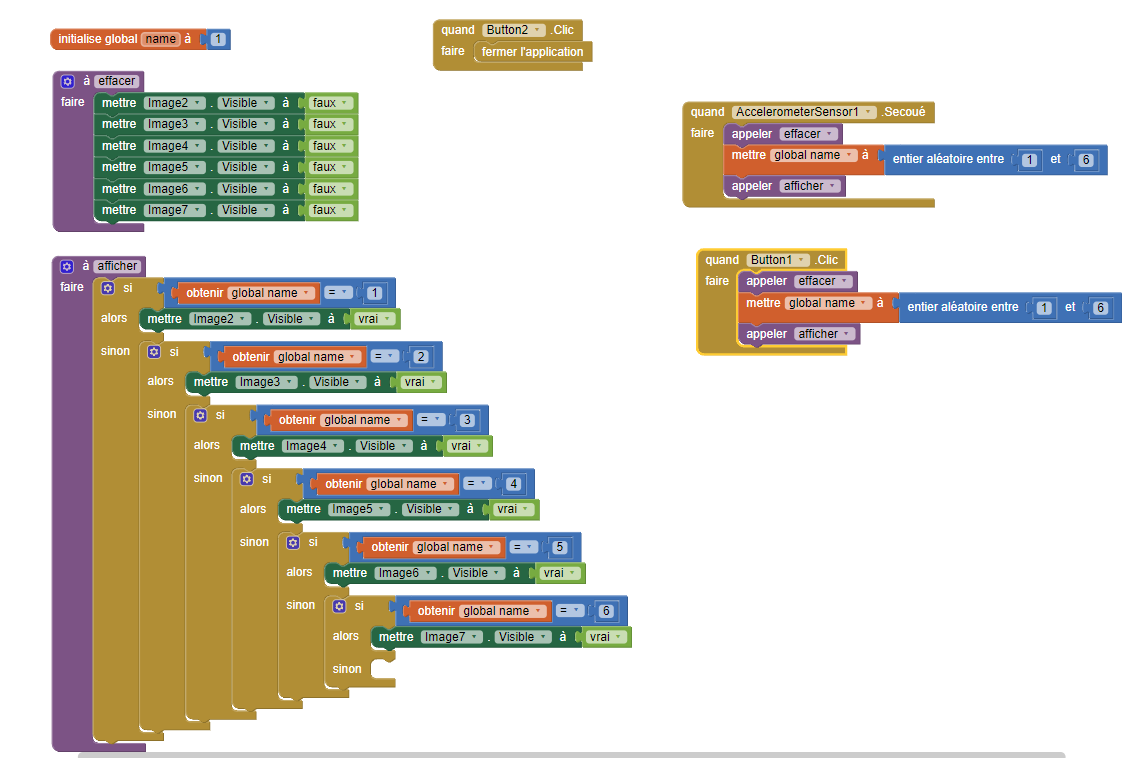 initialise global name à 1
à effacer
faire mettre Image2 . Visible à faux
mettre Image3 . Visible à faux
mettre Image4 . Visible à faux
mettre Image5 . Visible à faux
mettre Image6 . Visible à faux
mettre Image7 . Visible à faux
à afficher
faire si obtenir global name = 1
alors mettre Image2 . Visible à vrai
sinon si obtenir global name = 2
alors mettre Image3 . Visible à vrai
sinon si obtenir global name = 3
alors mettre Image4 . Visible à vrai
sinon si obtenir global name = 4
alors mettre Image5 . Visible à vrai
sinon si obtenir global name = 5
alors mettre Image6 . Visible à vrai
sinon si obtenir global name = 6
alors mettre Image7 . Visible à vrai
sinon
quand Button2 .Clic
faire fermer l'application
quand AccelerometerSensor1 .Secoué
faire appeler effacer
mettre global name à entier aléatoire entre 1 et 6
appeler afficher
quand Button1 .Clic
faire appeler effacer
mettre global name à entier aléatoire entre 1 et 6
appeler afficher